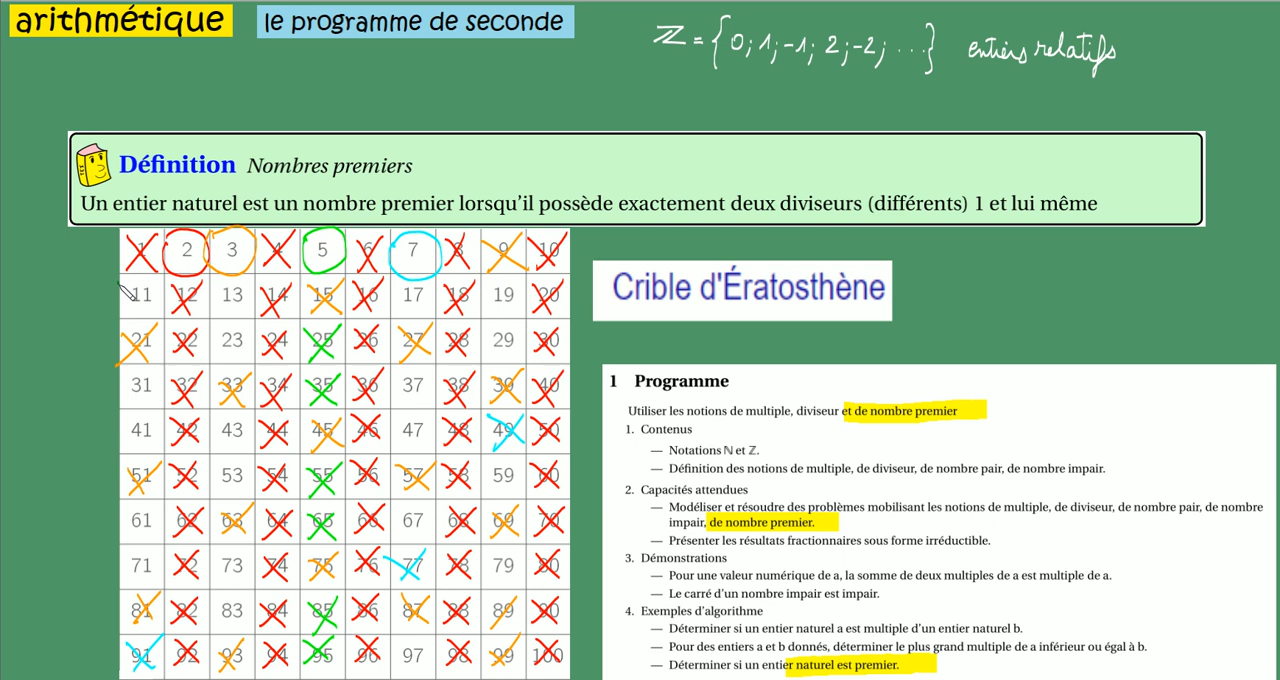 arithmétique
le programme de seconde
ℤ = {0; 1; -1; 2; -2; ...} entiers relatifs
Définition Nombres premiers
Un entier naturel est un nombre premier lorsqu'il possède exactement deux diviseurs (différents) 1 et lui même
1 2 3 4 5 6 7 8 9 10
11 12 13 14 15 16 17 18 19 20
21 22 23 24 25 26 27 28 29 30
31 32 33 34 35 36 37 38 39 40
41 42 43 44 45 46 47 48 49 50
51 52 53 54 55 56 57 58 59 60
61 62 63 64 65 66 67 68 69 70
71 72 73 74 75 76 77 78 79 80
81 82 83 84 85 86 87 88 89 90
91 92 93 94 95 96 97 98 99 100
Crible d'Ératosthène
1 Programme
Utiliser les notions de multiple, diviseur et de nombre premier
1. Contenus
— Notations ℕ et ℤ.
— Définition des notions de multiple, de diviseur, de nombre pair, de nombre impair.
2. Capacités attendues
— Modéliser et résoudre des problèmes mobilisant les notions de multiple, de diviseur, de nombre pair, de nombre
impair, de nombre premier.
— Présenter les résultats fractionnaires sous forme irréductible.
3. Démonstrations
— Pour une valeur numérique de a, la somme de deux multiples de a est multiple de a.
— Le carré d'un nombre impair est impair.
4. Exemples d'algorithme
— Déterminer si un entier naturel a est multiple d'un entier naturel b.
— Pour des entiers a et b donnés, déterminer le plus grand multiple de a inférieur ou égal à b.
— Déterminer si un entier naturel est premier.